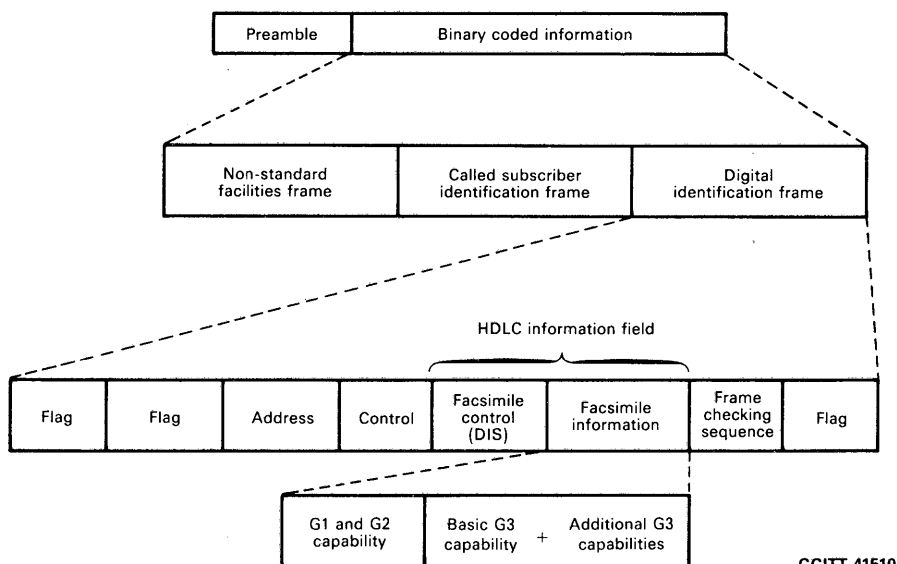 Preamble
Binary coded information
Non-standard
facilities frame
Called subscriber
identification frame
Digital
identification frame
HDLC information field
Flag
Flag
Address
Control
Facsimile
control
(DIS)
Facsimile
information
Frame
checking
sequence
Flag
G1 and G2
capability
Basic G3
capability
+
Additional G3
capabilities
CCITT 41510